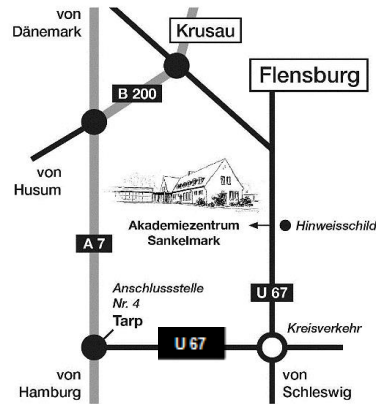 von
Dänemark
Krusau
Flensburg
B 200
von
Husum
Akademiezentrum
Sankelmark
Hinweisschild
A 7
Anschlussstelle
Nr. 4
Tarp
U 67
U 67
Kreisverkehr
von
Hamburg
von
Schleswig